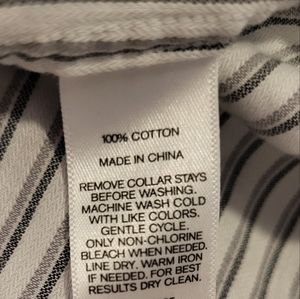 100% COTTON
MADE IN CHINA
REMOVE COLLAR STAYS
BEFORE WASHING.
MACHINE WASH COLD
WITH LIKE COLORS.
GENTLE CYCLE.
ONLY NON-CHLORINE
BLEACH WHEN NEEDED.
LINE DRY. WARM IRON
IF NEEDED. FOR BEST
RESULTS DRY CLEAN.